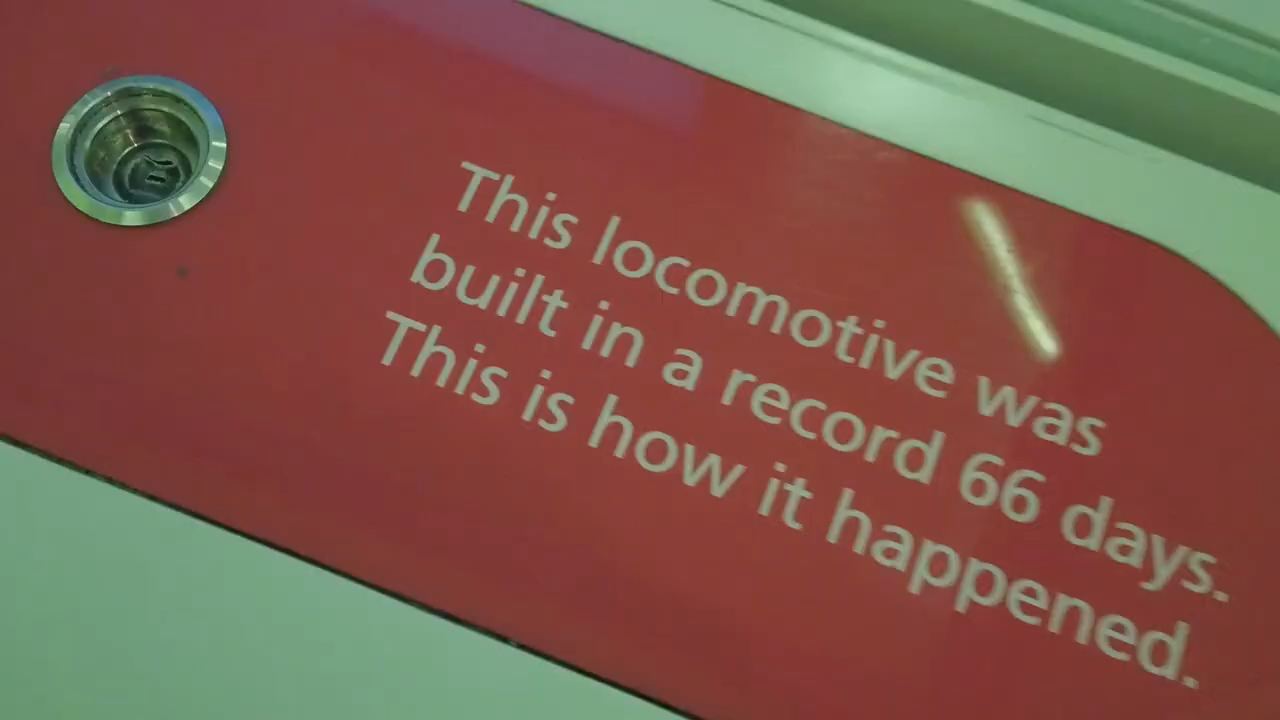 This locomotive was
built in a record 66 days.
This is how it happened.